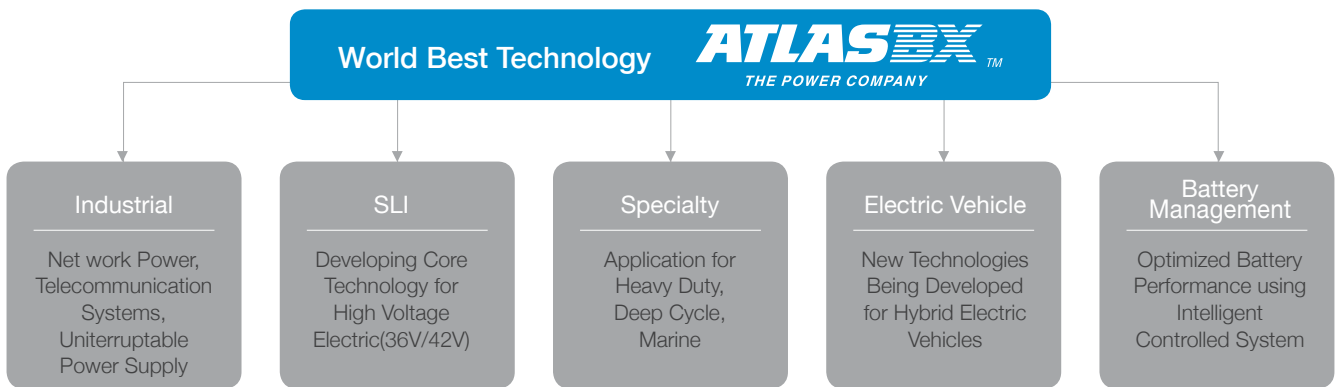 World Best Technology
ATLASBX TM
THE POWER COMPANY
Industrial
Net work Power,
Telecommunication
Systems,
Uniterruptable
Power Supply
SLI
Developing Core
Technology for
High Voltage
Electric(36V/42V)
Specialty
Application for
Heavy Duty,
Deep Cycle,
Marine
Electric Vehicle
New Technologies
Being Developed
for Hybrid Electric
Vehicles
Battery
Management
Optimized Battery
Performance using
Intelligent
Controlled System